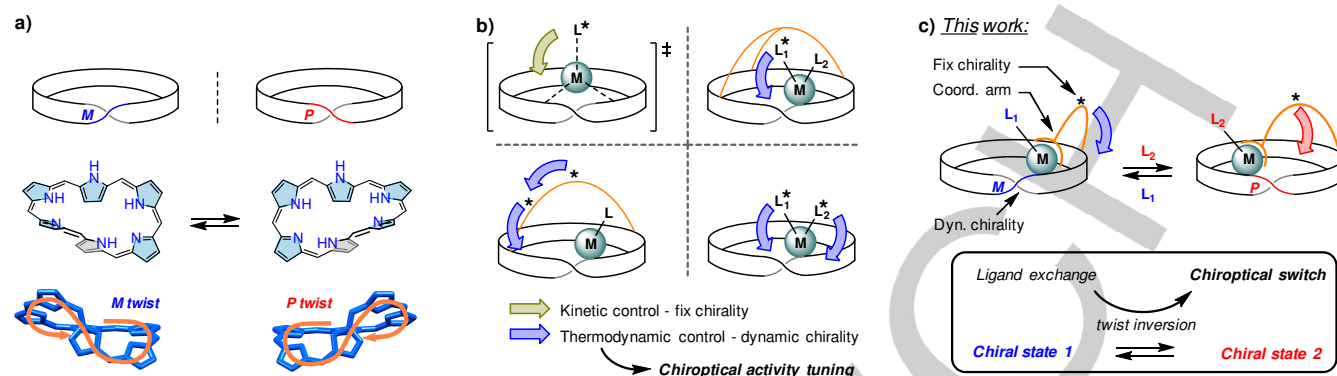 a)
M
P
H
N
NH
HN
N
N
NH
H
N
NH
HN
N
N
HN
M twist
P twist
b)
L*
‡
M
*
L1
L2
M
*
*
L
M
*
L1
*
L2
M
Kinetic control - fix chirality
Thermodynamic control - dynamic chirality
Chiroptical activity tuning
c) This work:
Fix chirality
Coord. arm
*
L1
M
M
Dyn. chirality
L2
L1
*
L2
M
P
Ligand exchange
Chiroptical switch
twist inversion
Chiral state 1
Chiral state 2